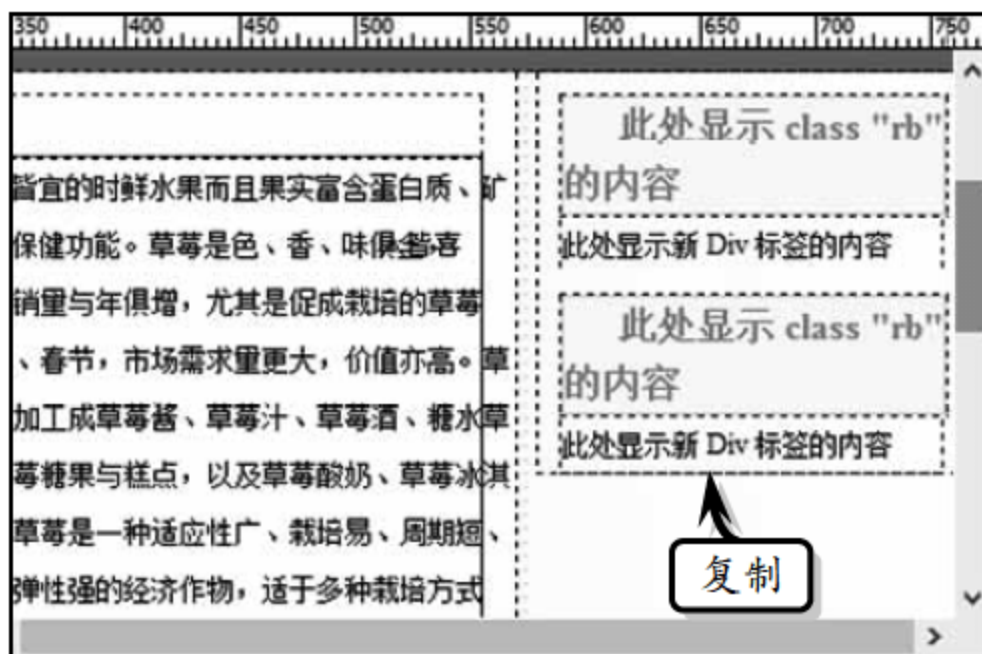 350 400 450 500 550 600 650 700 750
皆宜的时鲜水果而且果实富含蛋白质、矿
保健功能。草莓是色、香、味俱皆喜
销量与年俱增，尤其是促成栽培的草莓
、春节，市场需求量更大，价值亦高。草
加工成草莓酱、草莓汁、草莓酒、糖水草
莓糖果与糕点，以及草莓酸奶、草莓冰淇
草莓是一种适应性广、栽培易、周期短、
弹性强的经济作物，适于多种栽培方式
此处显示 class "rb"
的内容
此处显示新 Div 标签的内容
此处显示 class "rb"
的内容
此处显示新 Div 标签的内容
复制